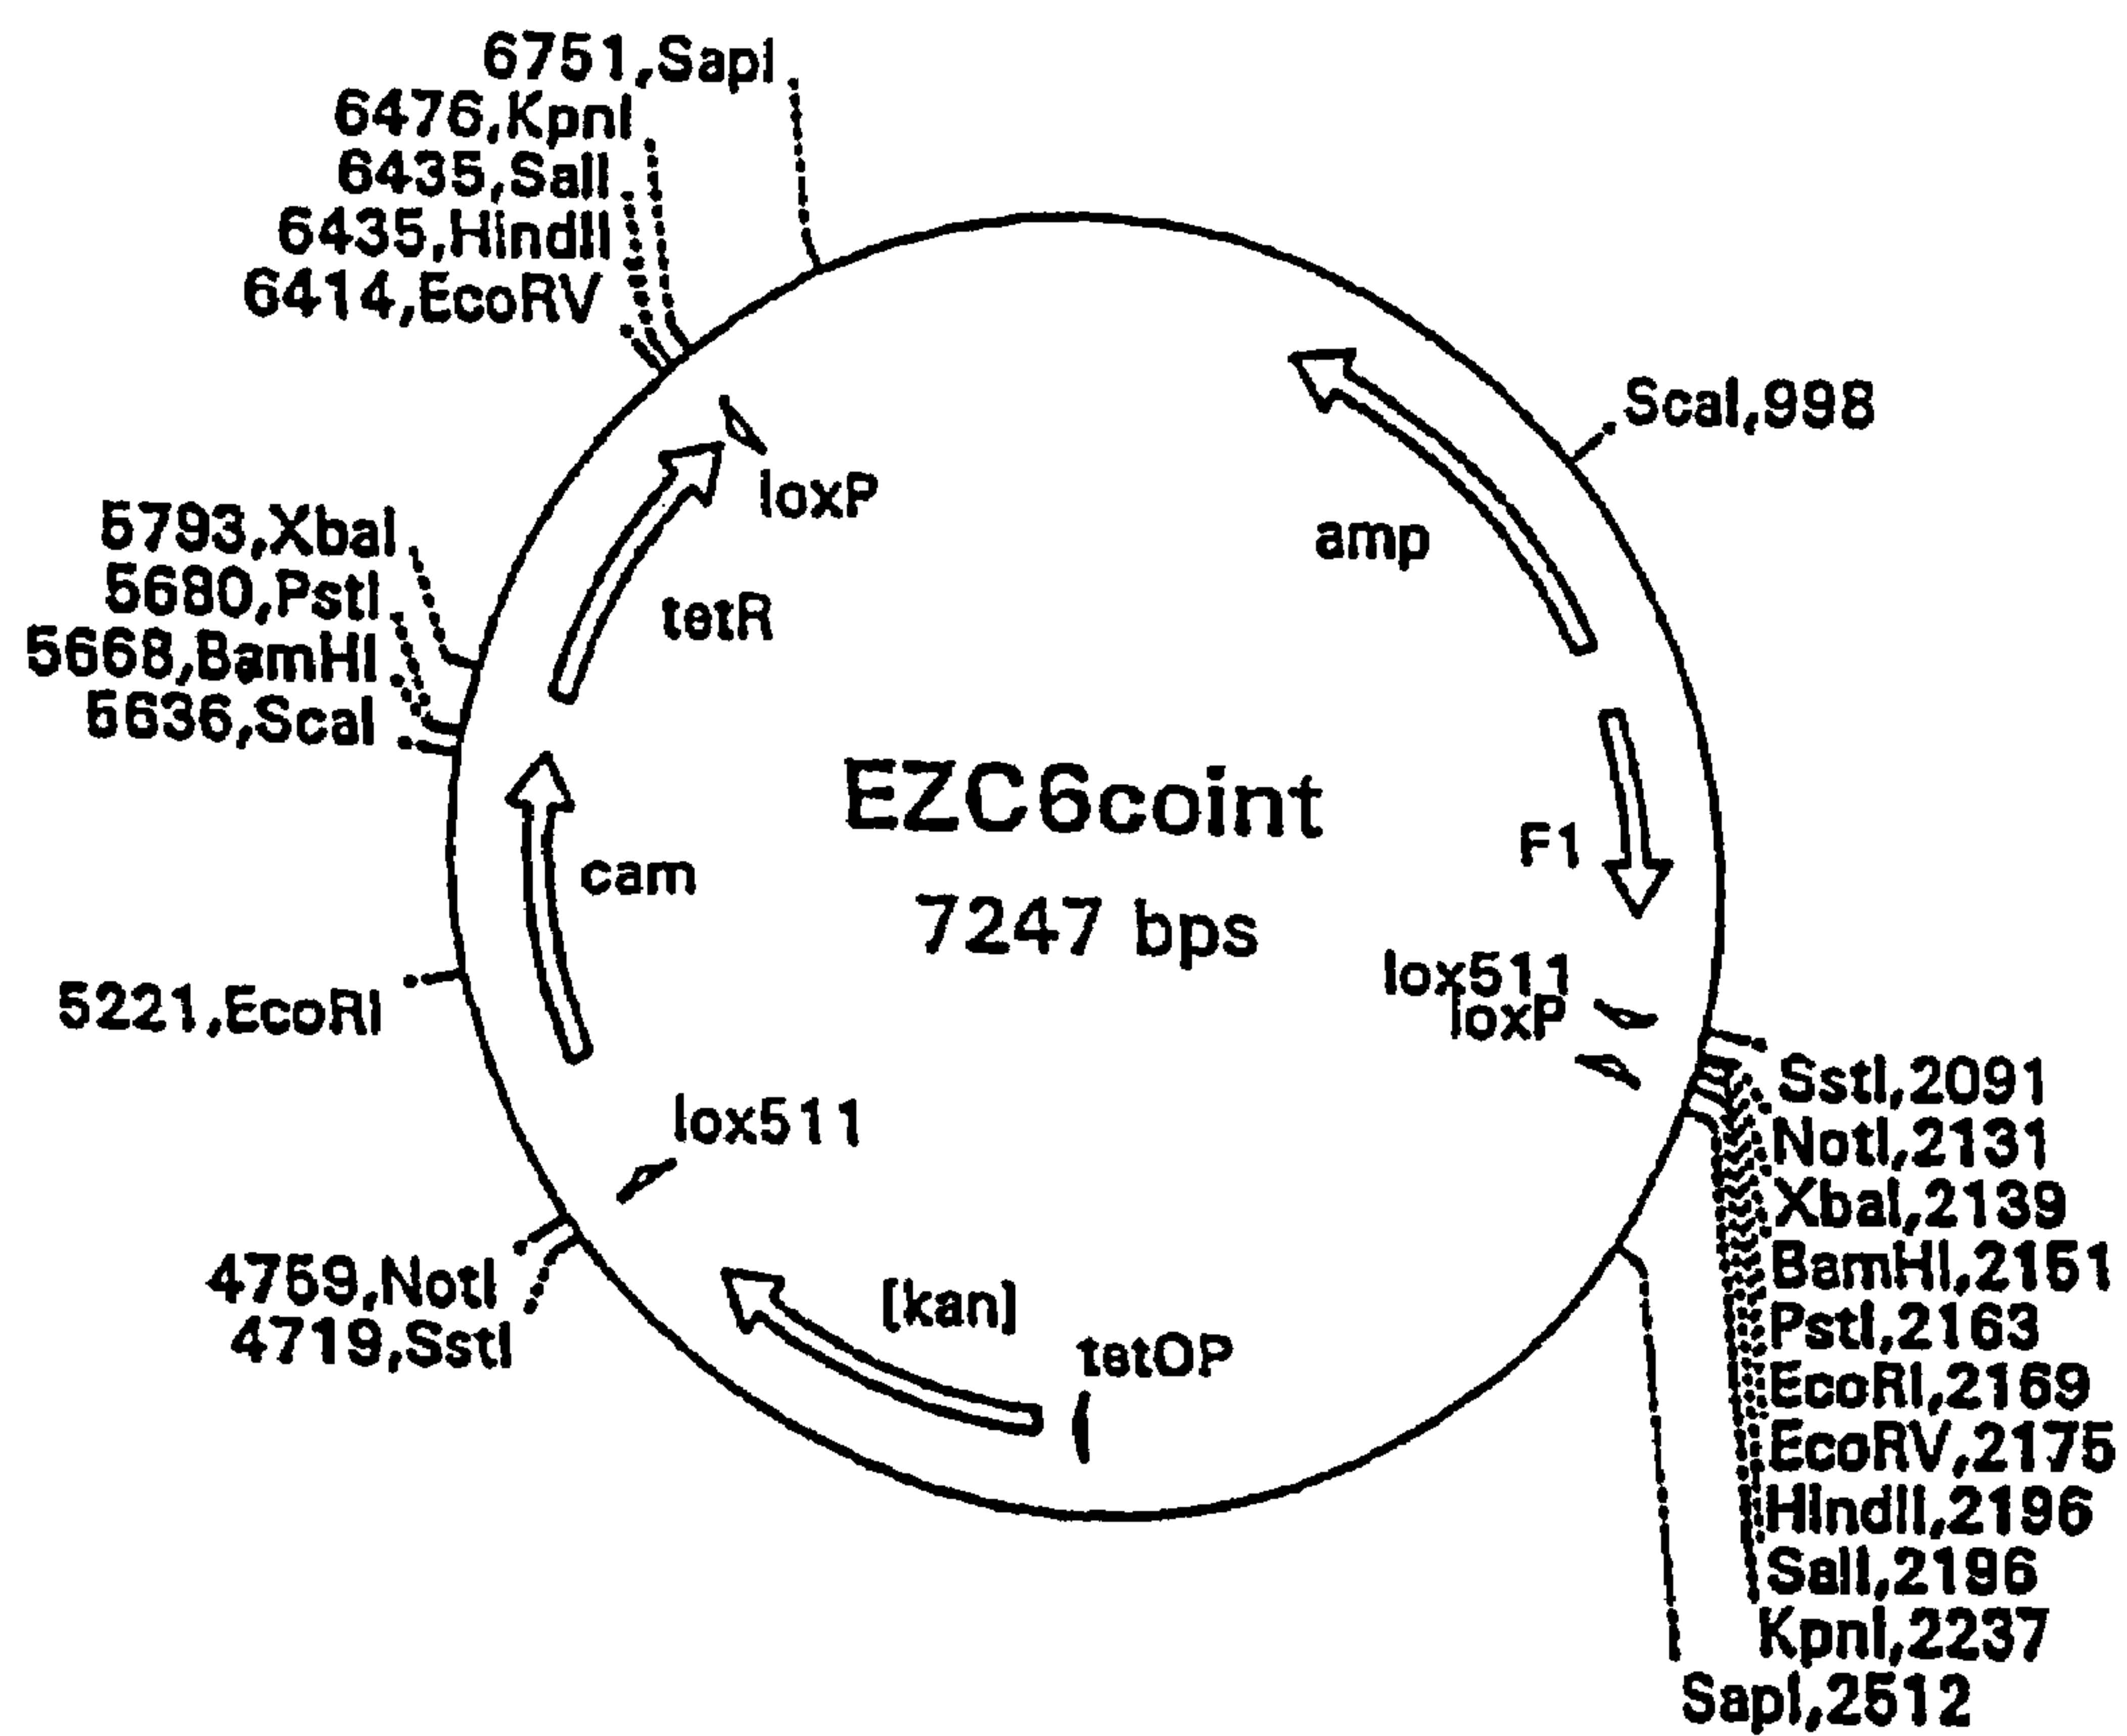 6751,SapI
6476,KpnI
6435,SalI
6435,HindII
6414,EcoRV
ScaI,998
loxP
amp
5793,XbaI
5680,PstI
5668,BamHI
5636,ScaI
tetR
EZC6coint
7247 bps
F1
cam
lox511
loxP
5221,EcoRI
SstI,2091
NotI,2131
XbaI,2139
BamHI,2151
PstI,2163
EcoRI,2169
EcoRV,2175
HindII,2196
SalI,2196
KpnI,2237
SapI,2512
lox511
4759,NotI
4719,SstI
[kan]
tetOP